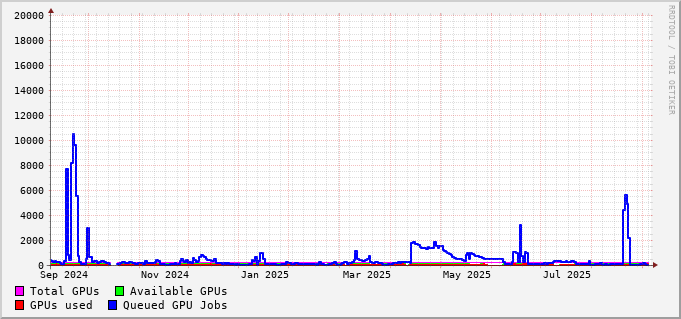 20000
18000
16000
14000
12000
10000
8000
6000
4000
2000
0
Sep 2024 Nov 2024 Jan 2025 Mar 2025 May 2025 Jul 2025
Total GPUs Available GPUs
GPUs used Queued GPU Jobs
RRDTOOL / TOBI OETIKER